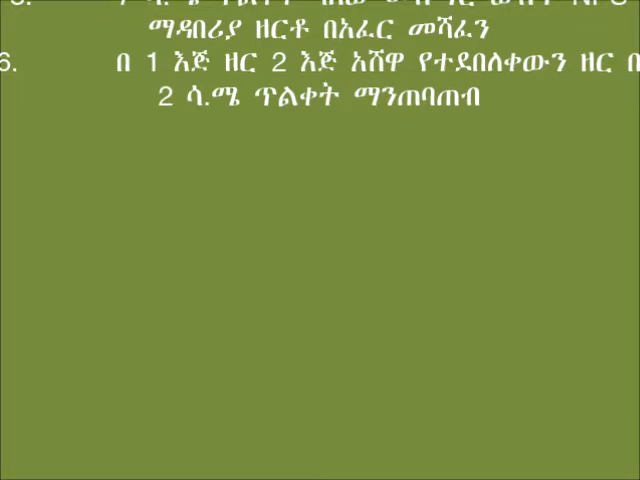 ማዳበሪያ ዘርቶ በአፈር መሻፈን
6. በ 1 እጅ ዘር 2 እጅ አሸዋ የተደበለቀውን ዘር በ
2 ሳ.ሜ ጥልቀት ማንጠባጠብ